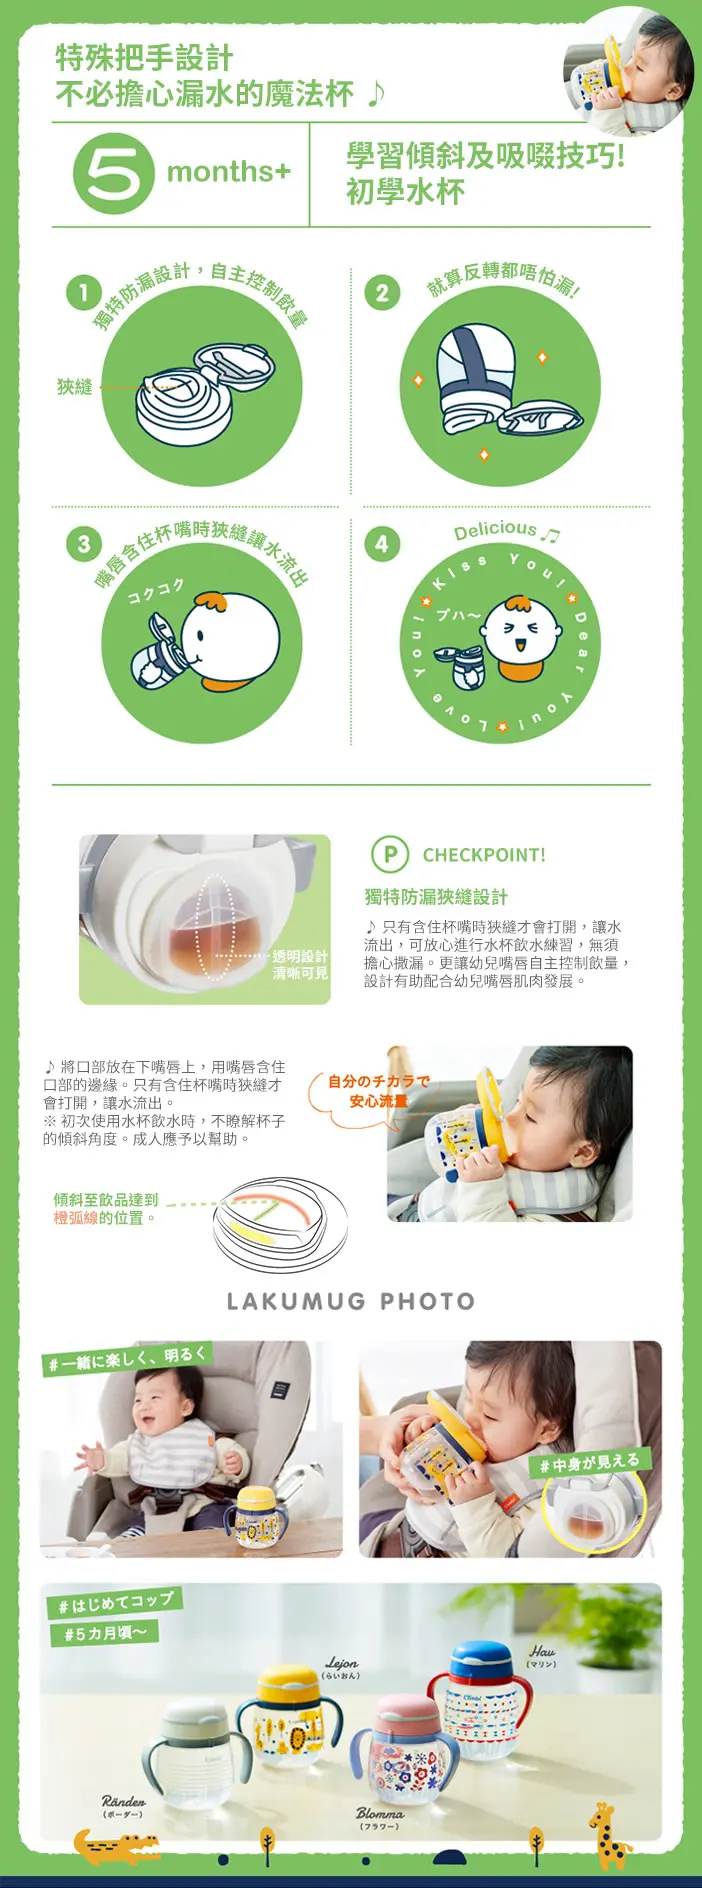 特殊把手設計
不必擔心漏水的魔法杯 ♪
5 months+
學習傾斜及吸啜技巧!
初學水杯
1
獨特防漏設計，自主控制飲量
狹縫
2
就算反轉都唔怕漏!
3
嘴唇含住杯嘴時狹縫讓水流出
コクコク
4
Delicious ♫
Kiss You! Dear You! Love You!
プハ〜
透明設計
清晰可見
P CHECKPOINT!
獨特防漏狹縫設計
♪ 只有含住杯嘴時狹縫才會打開，讓水
流出，可放心進行水杯飲水練習，無須
擔心撒漏。更讓幼兒嘴唇自主控制飲量，
設計有助配合幼兒嘴唇肌肉發展。
♪ 將口部放在下嘴唇上，用嘴唇含住
口部的邊緣。只有含住杯嘴時狹縫才
會打開，讓水流出。
※ 初次使用水杯飲水時，不瞭解杯子
的傾斜角度。成人應予以幫助。
自分のチカラで
安心流量
傾斜至飲品達到
橙弧線的位置。
LAKUMUG PHOTO
#一緒に楽しく、明るく
#中身が見える
#はじめてコップ
#5カ月頃〜
Lejon
(らいおん)
Hav
(マリン)
Ränder
(ボーダー)
Blomma
(フラワー)